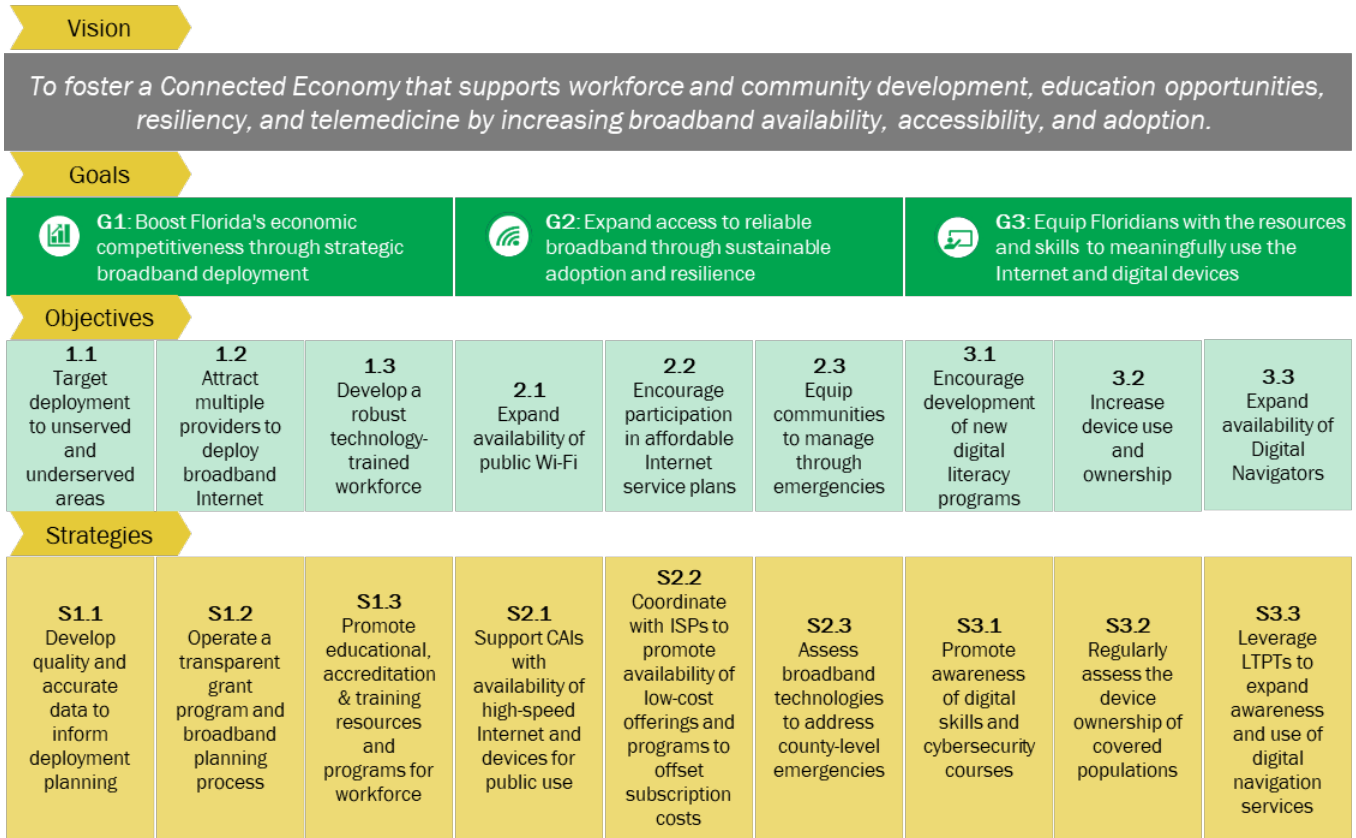 Vision
To foster a Connected Economy that supports workforce and community development, education opportunities,
resiliency, and telemedicine by increasing broadband availability, accessibility, and adoption.
Goals
G1: Boost Florida's economic
competitiveness through strategic
broadband deployment
G2: Expand access to reliable
broadband through sustainable
adoption and resilience
G3: Equip Floridians with the resources
and skills to meaningfully use the
Internet and digital devices
Objectives
1.1
Target
deployment
to unserved
and
underserved
areas
1.2
Attract
multiple
providers to
deploy
broadband
Internet
1.3
Develop a
robust
technology-
trained
workforce
2.1
Expand
availability of
public Wi-Fi
2.2
Encourage
participation
in affordable
Internet
service plans
2.3
Equip
communities
to manage
through
emergencies
3.1
Encourage
development
of new
digital
literacy
programs
3.2
Increase
device use
and
ownership
3.3
Expand
availability of
Digital
Navigators
Strategies
S1.1
Develop
quality and
accurate
data to
inform
deployment
planning
S1.2
Operate a
transparent
grant
program and
broadband
planning
process
S1.3
Promote
educational,
accreditation
& training
resources
and
programs for
workforce
S2.1
Support CAIs
with
availability of
high-speed
Internet and
devices for
public use
S2.2
Coordinate
with ISPs to
promote
availability of
low-cost
offerings and
programs to
offset
subscription
costs
S2.3
Assess
broadband
technologies
to address
county-level
emergencies
S3.1
Promote
awareness
of digital
skills and
cybersecurity
courses
S3.2
Regularly
assess the
device
ownership of
covered
populations
S3.3
Leverage
LTPTs to
expand
awareness
and use of
digital
navigation
services